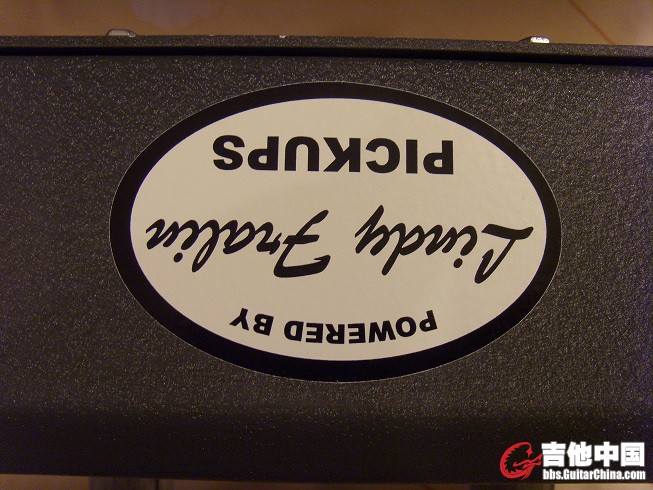 POWERED BY
Lindy Fralin
PICKUPS
吉他中国
bbs.GuitarChina.com